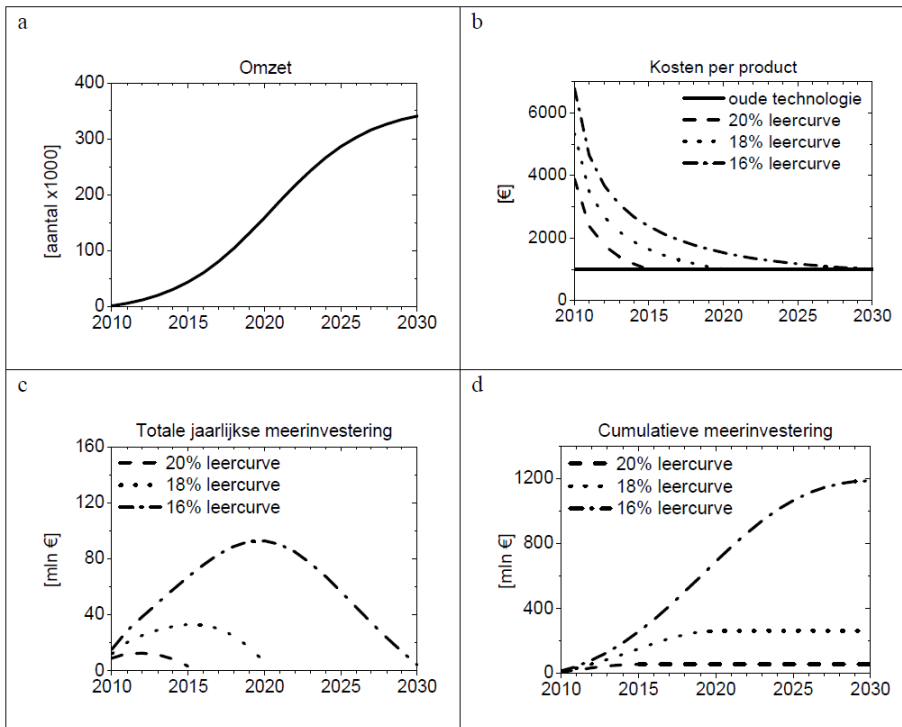 a
Omzet
[aantal x1000]
400
300
200
100
0
2010 2015 2020 2025 2030
b
Kosten per product
[€]
6000
4000
2000
0
oude technologie
20% leercurve
18% leercurve
16% leercurve
2010 2015 2020 2025 2030
c
Totale jaarlijkse meerinvestering
[mln €]
160
120
80
40
0
20% leercurve
18% leercurve
16% leercurve
2010 2015 2020 2025 2030
d
Cumulatieve meerinvestering
[mln €]
1200
800
400
0
20% leercurve
18% leercurve
16% leercurve
2010 2015 2020 2025 2030